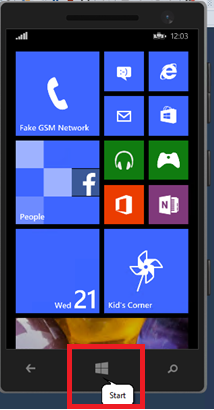 12:03
Fake GSM Network
People
Wed 21
Kid's Corner
Start